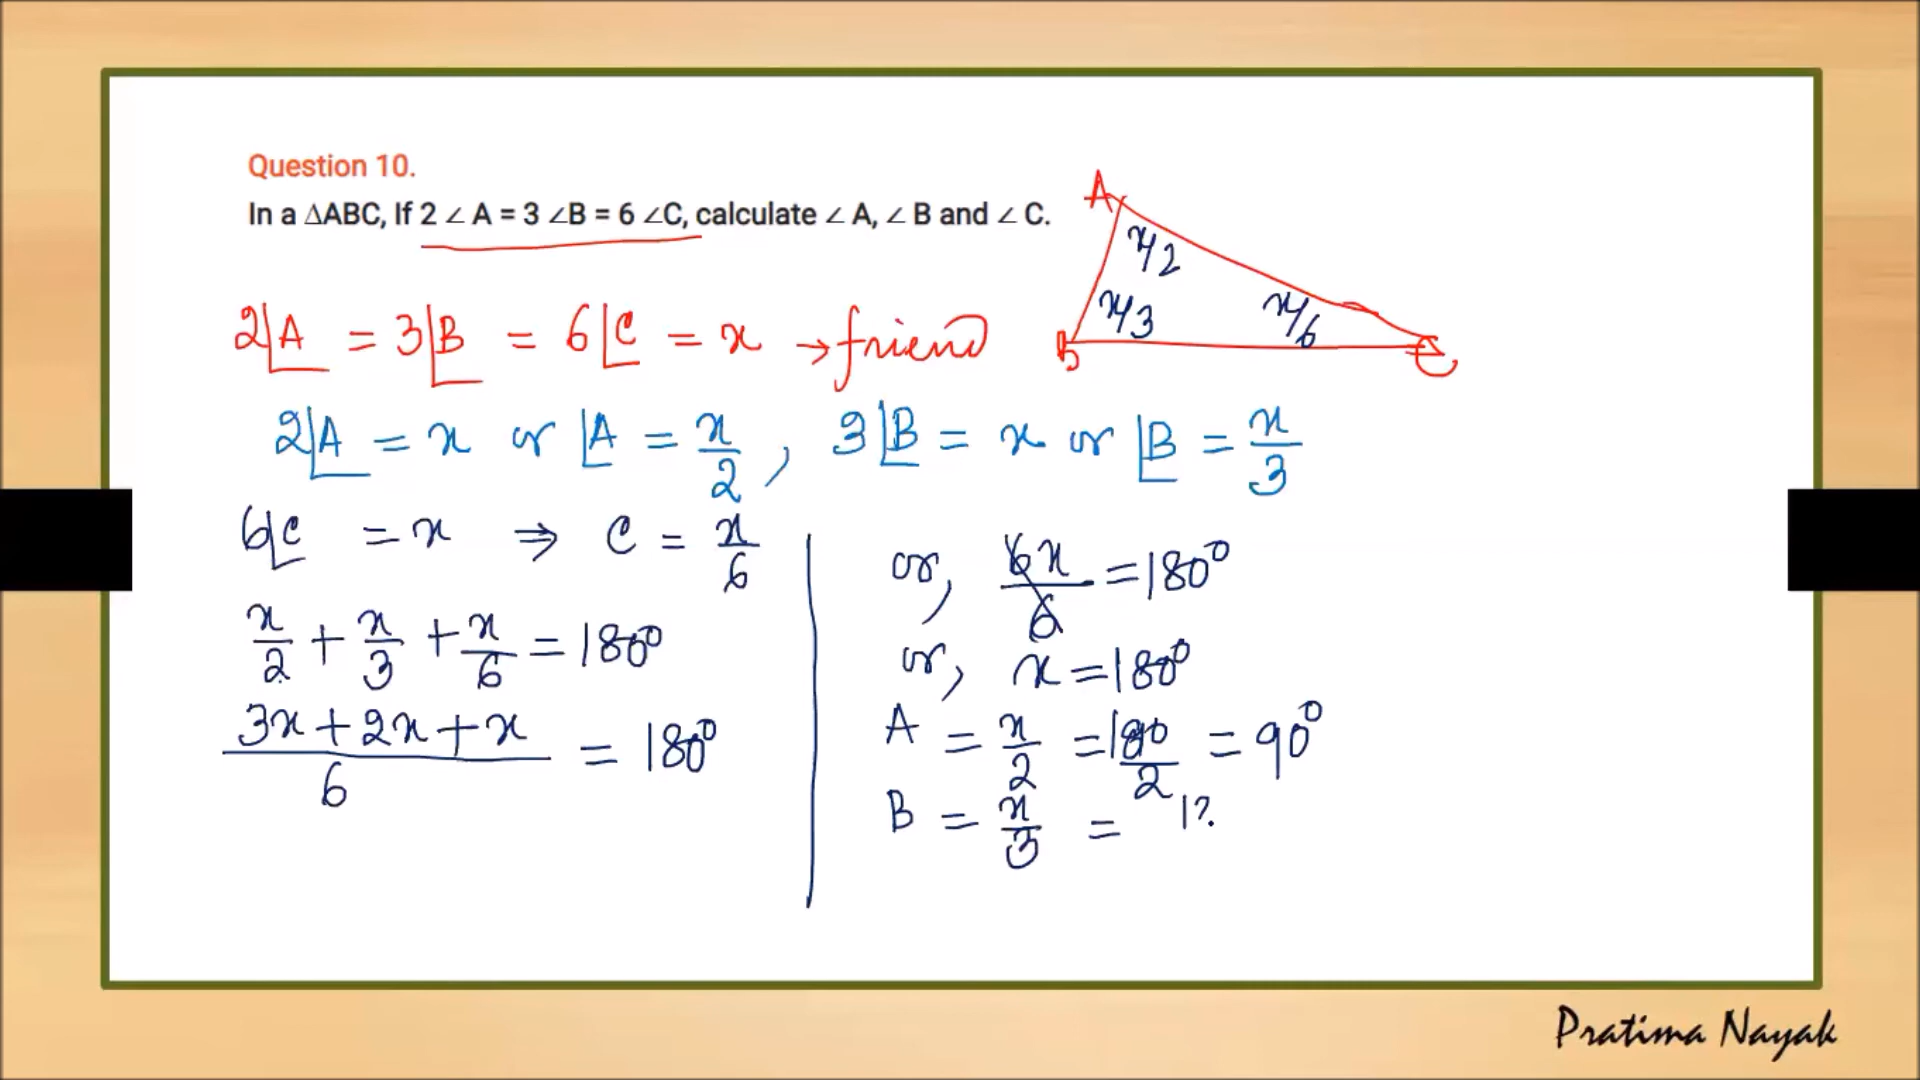 Question 10.
In a ΔABC, If 2 ∠ A = 3 ∠B = 6 ∠C, calculate ∠ A, ∠ B and ∠ C.
A
x/2
x/3
x/6
B
C
2∠A = 3∠B = 6∠C = x → friend
2∠A = x or ∠A = x/2 , 3∠B = x or ∠B = x/3
6∠C = x ⇒ C = x/6
x/2 + x/3 + x/6 = 180°
(3x + 2x + x)/6 = 180°
or, 6x/6 = 180°
or, x = 180°
A = x/2 = 180/2 = 90°
B = x/3 =
Pratima Nayak